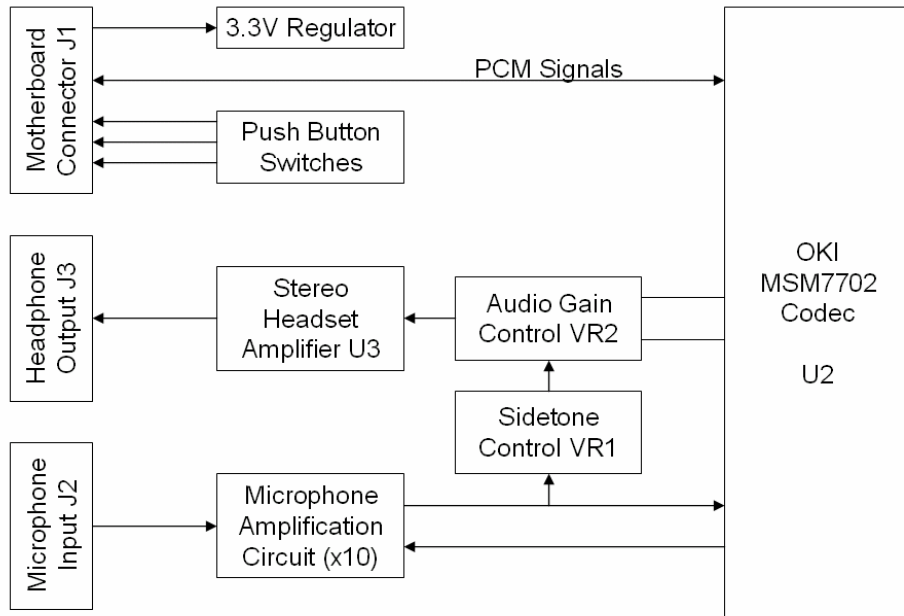 Motherboard
Connector J1
3.3V Regulator
PCM Signals
Push Button
Switches
Headphone
Output J3
Stereo
Headset
Amplifier U3
Audio Gain
Control VR2
OKI
MSM7702
Codec
U2
Sidetone
Control VR1
Microphone
Input J2
Microphone
Amplification
Circuit (x10)